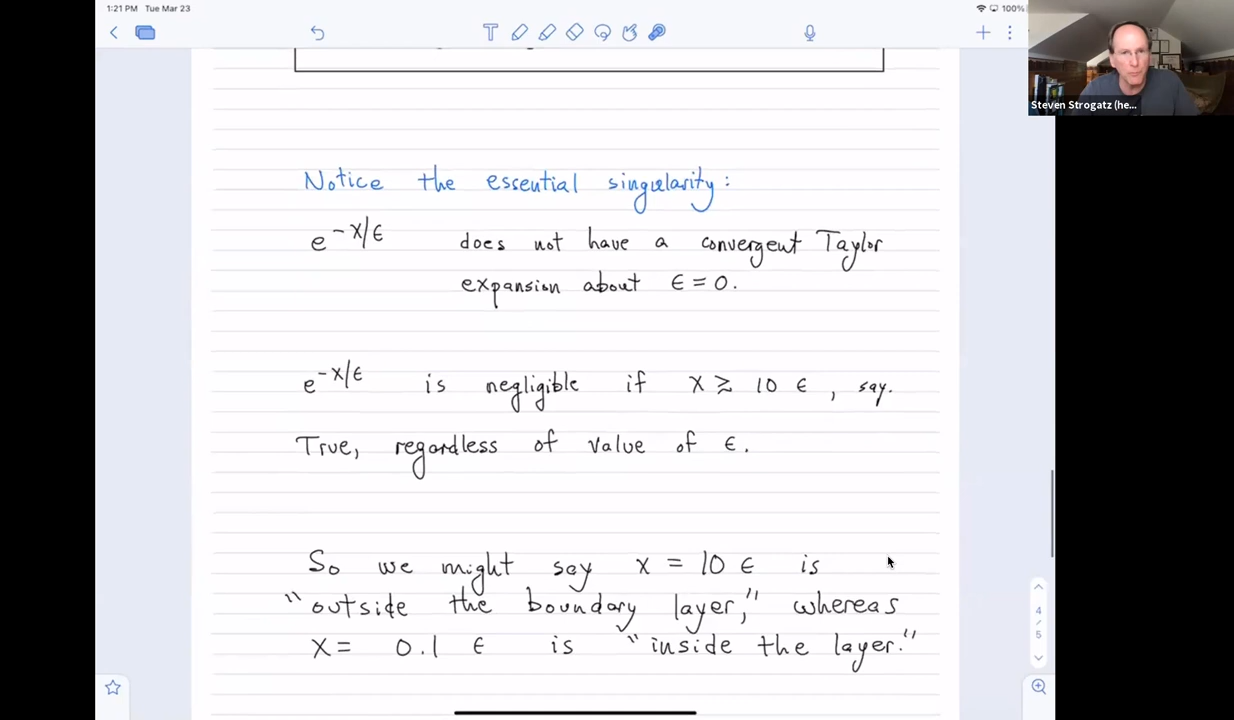 1:21 PM Tue Mar 23
100%
Steven Strogatz (he...
Notice the essential singularity:
e^{-x/ϵ} does not have a convergent Taylor
expansion about ϵ = 0.
e^{-x/ϵ} is negligible if x ≳ 10 ϵ, say.
True, regardless of value of ϵ.
So we might say x = 10 ϵ is
"outside the boundary layer," whereas
x = 0.1 ϵ is "inside the layer."
4
/
5